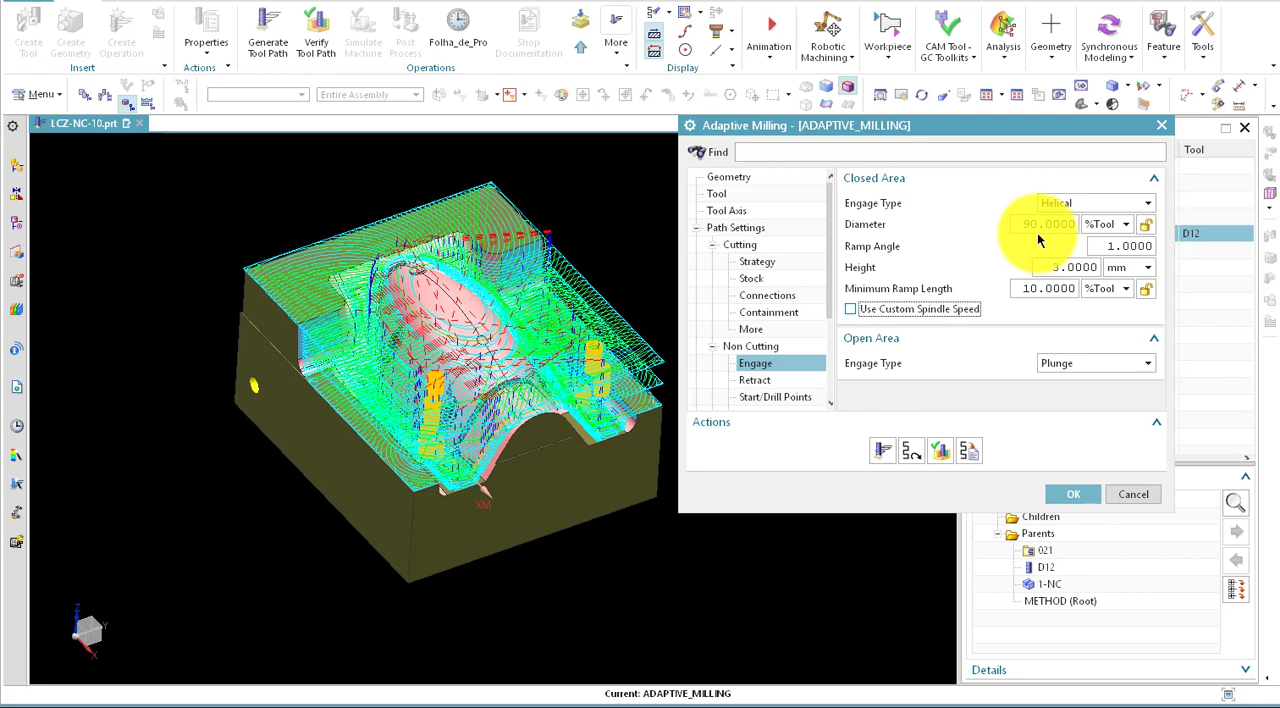 Create Tool
Create Geometry
Create Operation
Insert
Properties
Actions
Generate Tool Path
Verify Tool Path
Simulate Machine
Post Process
Folha_de_Pro
Shop Documentation
More
Operations
Display
Animation
Robotic Machining
Workpiece
CAM Tool - GC Toolkits
Analysis
Geometry
Synchronous Modeling
Feature
Tools
Menu
Entire Assembly
LCZ-NC-10.prt
Adaptive Milling - [ADAPTIVE_MILLING]
Find
Geometry
Tool
Tool Axis
Path Settings
Cutting
Strategy
Stock
Connections
Containment
More
Non Cutting
Engage
Retract
Start/Drill Points
Closed Area
Engage Type Helical
Diameter 90.0000 %Tool
Ramp Angle 1.0000
Height 3.0000 mm
Minimum Ramp Length 10.0000 %Tool
Use Custom Spindle Speed
Open Area
Engage Type Plunge
Actions
OK Cancel
Tool
D12
Children
Parents
021
D12
1-NC
METHOD (Root)
Details
XM
Z
Y
X
Current: ADAPTIVE_MILLING